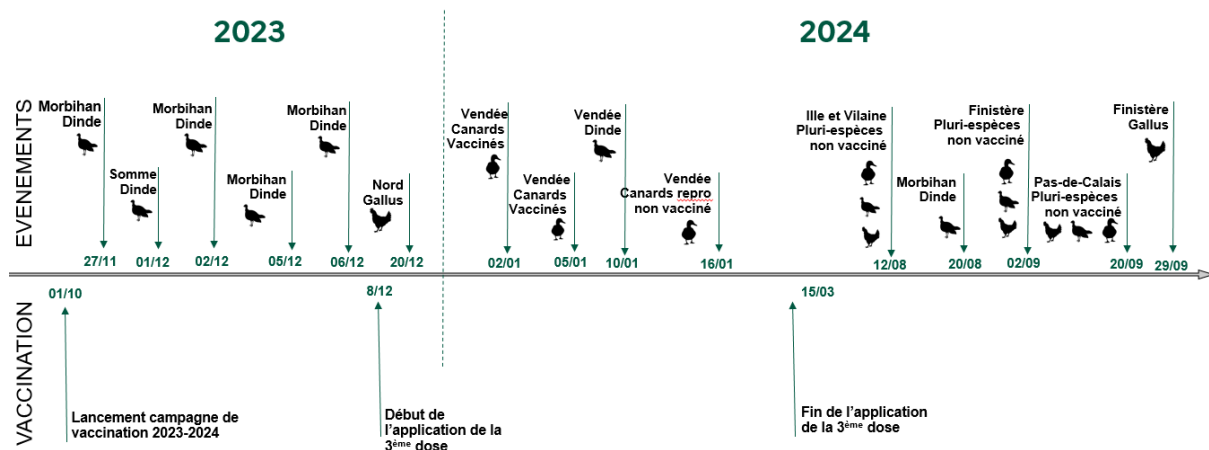 2023
2024
EVENEMENTS
Morbihan
Dinde
27/11
Somme
Dinde
01/12
Morbihan
Dinde
02/12
Morbihan
Dinde
05/12
Morbihan
Dinde
06/12
Nord
Gallus
20/12
Vendée
Canards
Vaccinés
02/01
Vendée
Canards
Vaccinés
05/01
Vendée
Dinde
10/01
Vendée
Canards repro
non vacciné
16/01
Ille et Vilaine
Pluri-espèces
non vacciné
12/08
Morbihan
Dinde
20/08
Finistère
Pluri-espèces
non vacciné
02/09
Pas-de-Calais
Pluri-espèces
non vacciné
20/09
Finistère
Gallus
29/09
VACCINATION
01/10
Lancement campagne de
vaccination 2023-2024
8/12
Début de
l'application de la
3ème dose
15/03
Fin de l'application
de la 3ème dose